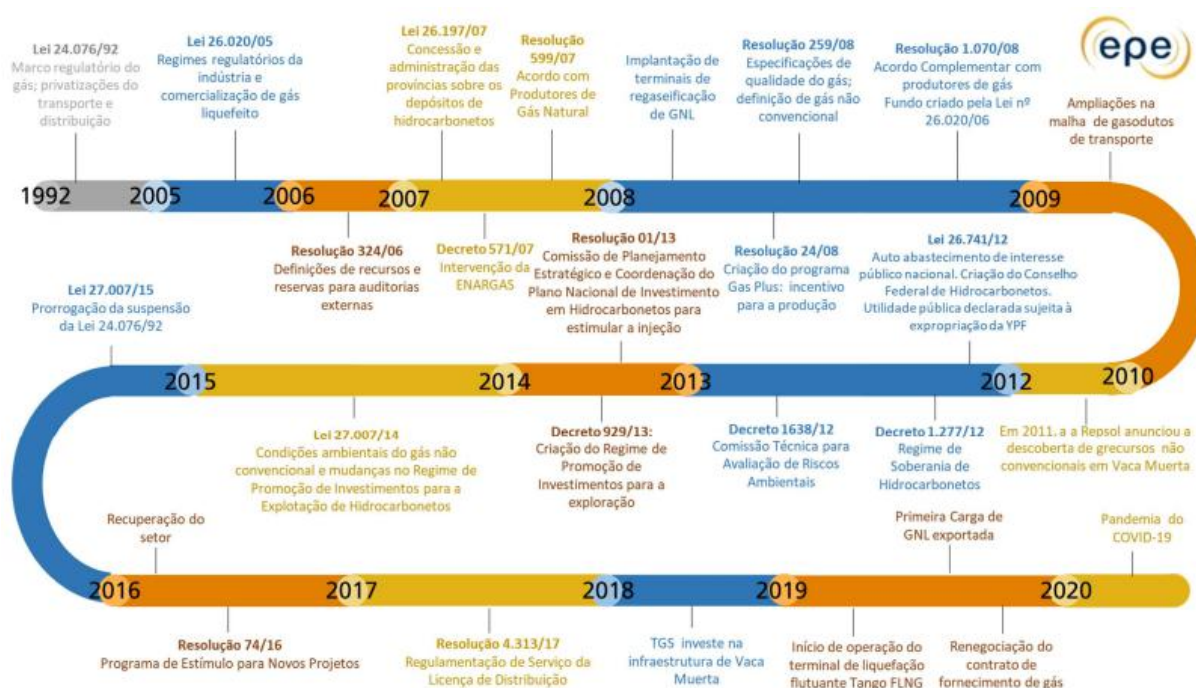 epe
Lei 24.076/92
Marco regulatório do
gás; privatizações do
transporte e
distribuição
Lei 26.020/05
Regimes regulatórios da
indústria e
comercialização de gás
liquefeito
Lei 26.197/07
Concessão e
administração das
províncias sobre os
depósitos de
hidrocarbonetos
Resolução
599/07
Acordo com
Produtores de
Gás Natural
Implantação de
terminais de
regaseificação
de GNL
Resolução 259/08
Especificações de
qualidade do gás;
definição de gás não
convencional
Resolução 1.070/08
Acordo Complementar com
produtores de gás
Fundo criado pela Lei nº
26.020/06
Ampliações na
malha de gasodutos
de transporte
1992
2005
2006
2007
2008
2009
Resolução 324/06
Definições de recursos e
reservas para auditorias
externas
Decreto 571/07
Intervenção da
ENARGAS
Resolução 01/13
Comissão de Planejamento
Estratégico e Coordenação do
Plano Nacional de Investimento
em Hidrocarbonetos para
estimular a injeção
Resolução 24/08
Criação do programa
Gas Plus: incentivo
para a produção
Lei 26.741/12
Auto abastecimento de interesse
público nacional. Criação do Conselho
Federal de Hidrocarbonetos.
Utilidade pública declarada sujeita à
expropriação da YPF
Lei 27.007/15
Prorrogação da suspensão
da Lei 24.076/92
2015
2014
2013
2012
2010
Lei 27.007/14
Condições ambientais do gás não
convencional e mudanças no Regime de
Promoção de Investimentos para a
Explotação de Hidrocarbonetos
Decreto 929/13:
Criação do Regime de
Promoção de
Investimentos para a
exploração
Decreto 1638/12
Comissão Técnica para
Avaliação de Riscos
Ambientais
Decreto 1.277/12
Regime de
Soberania de
Hidrocarbonetos
Em 2011. a a Repsol anunciou a
descoberta de grecursos não
convencionais em Vaca Muerta
Recuperação do
setor
Primeira Carga de
GNL exportada
Pandemia do
COVID-19
2016
2017
2018
2019
2020
Resolução 74/16
Programa de Estímulo para Novos Projetos
Resolução 4.313/17
Regulamentação de Serviço da
Licença de Distribuição
TGS investe na
infraestrutura de Vaca
Muerta
Início de operação do
terminal de liquefação
flutuante Tango FLNG
Renegociação do
contrato de
fornecimento de gás